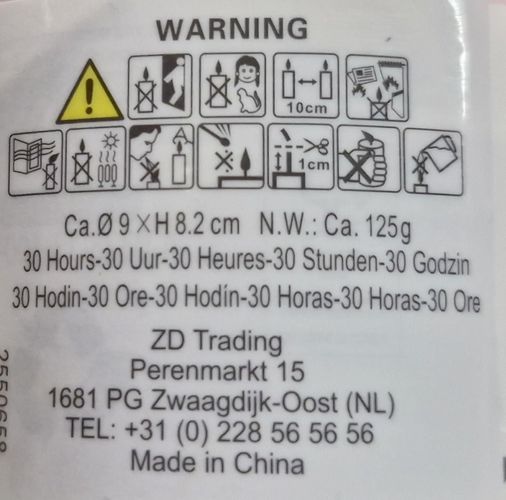 WARNING
10cm
1cm
Ca.Ø 9 ×H 8.2 cm N.W.: Ca. 125g
30 Hours-30 Uur-30 Heures-30 Stunden-30 Godzin
30 Hodin-30 Ore-30 Hodín-30 Horas-30 Horas-30 Ore
ZD Trading
Perenmarkt 15
1681 PG Zwaagdijk-Oost (NL)
TEL: +31 (0) 228 56 56 56
Made in China
2550658